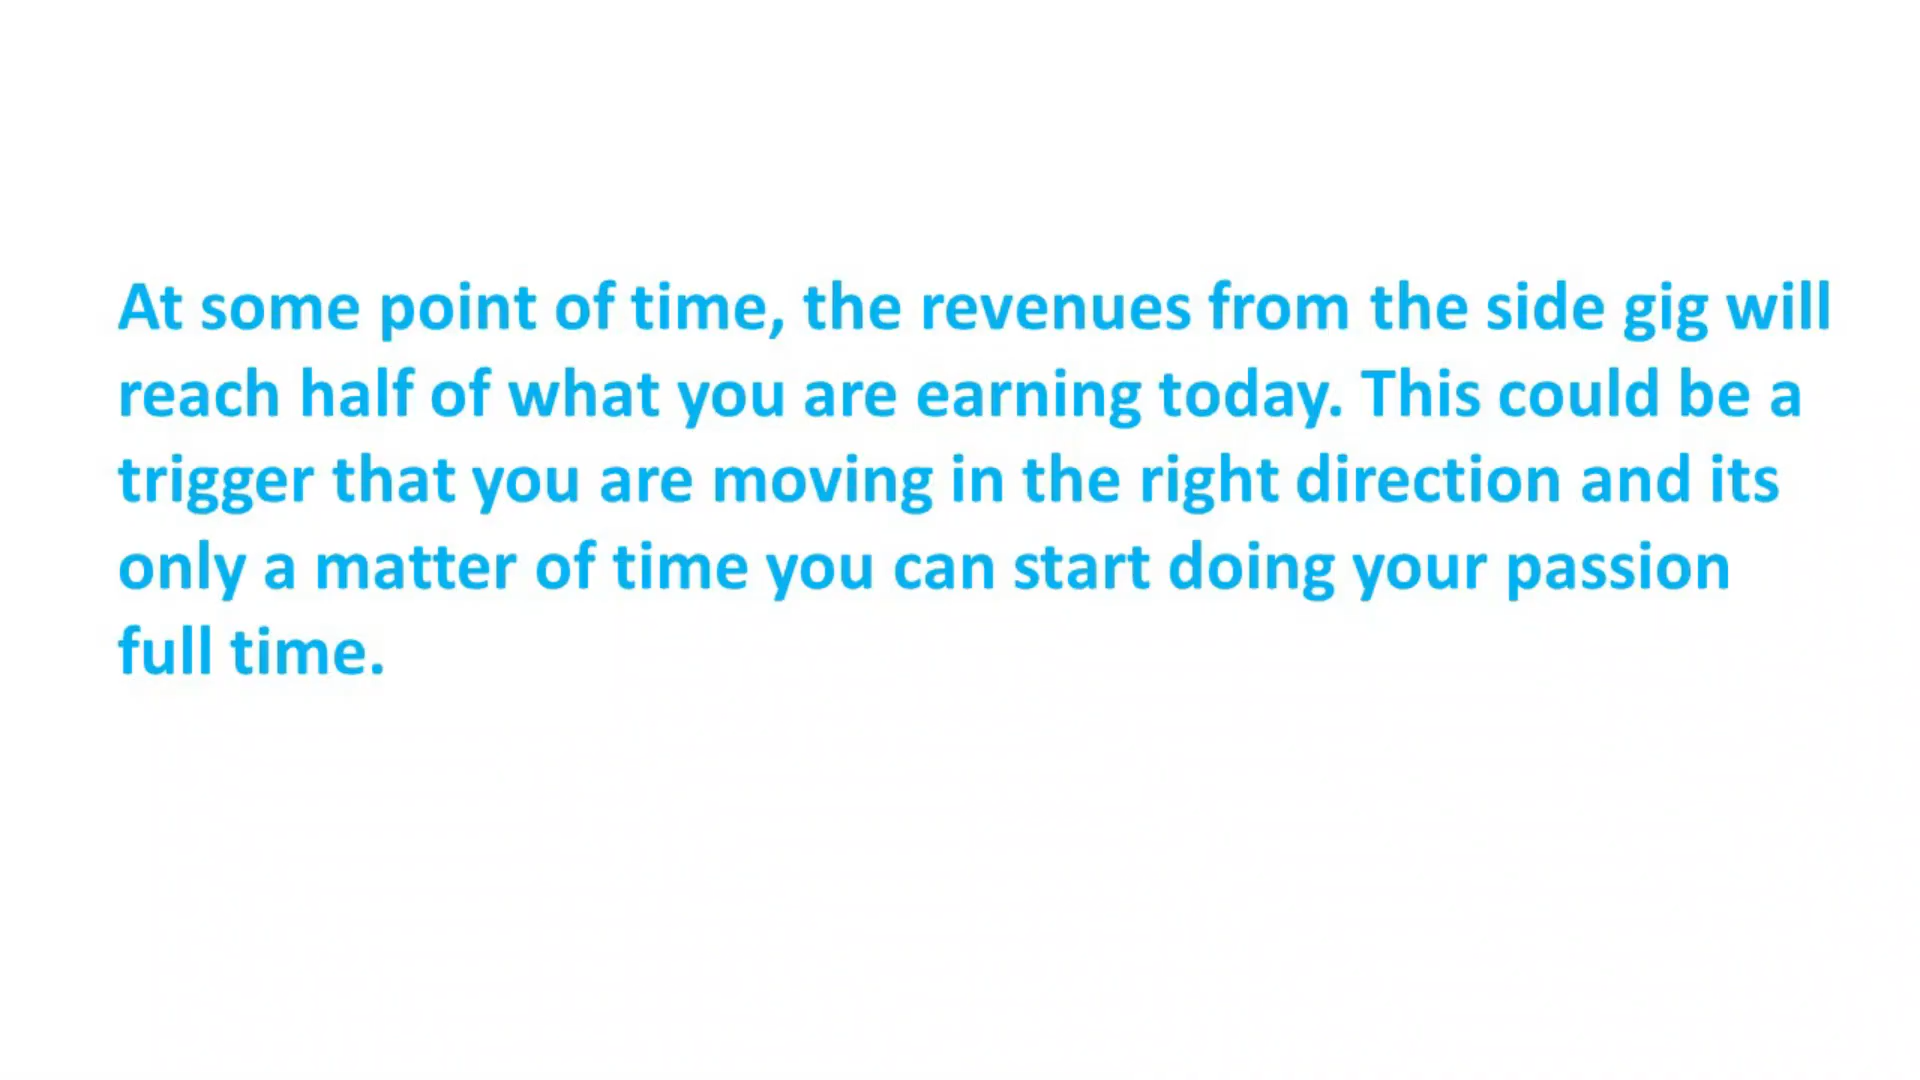 At some point of time, the revenues from the side gig will
reach half of what you are earning today. This could be a
trigger that you are moving in the right direction and its
only a matter of time you can start doing your passion
full time.